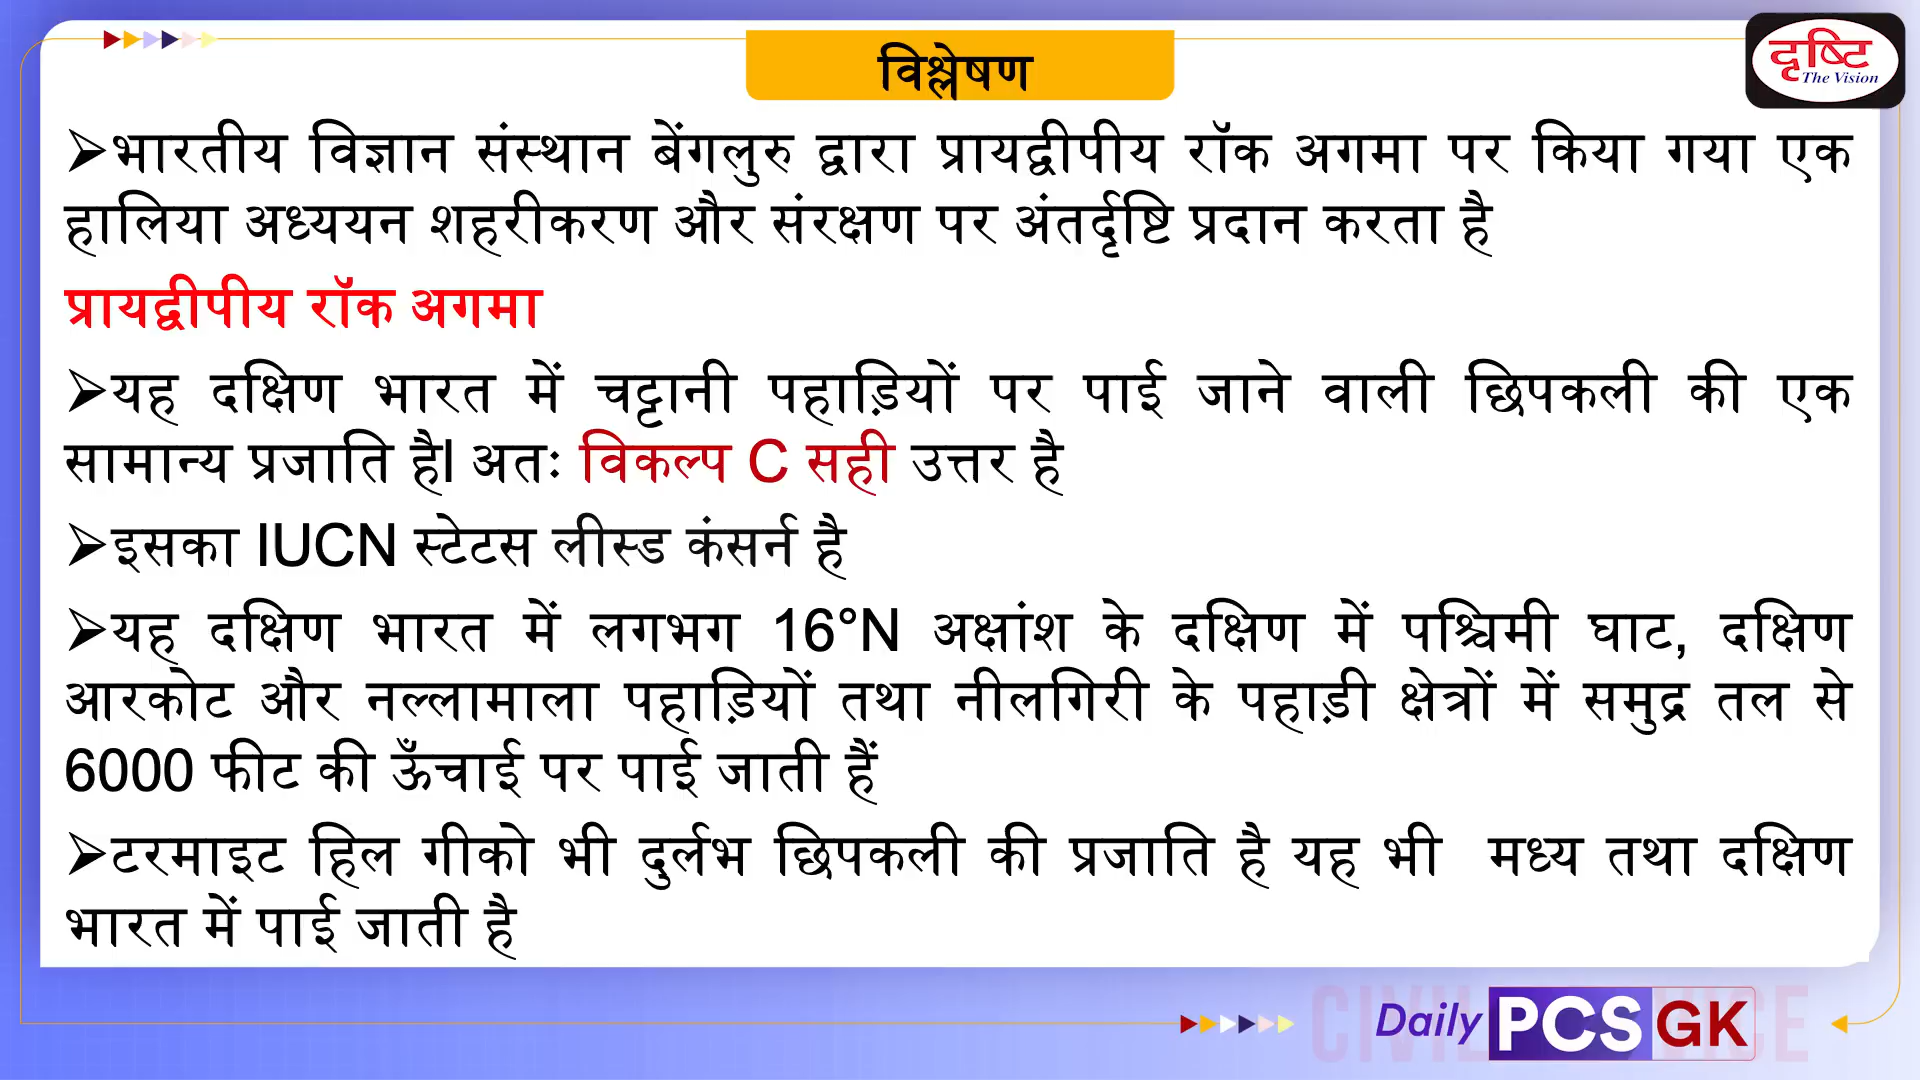 विश्लेषण
दृष्टि
The Vision
➢भारतीय विज्ञान संस्थान बेंगलुरु द्वारा प्रायद्वीपीय रॉक अगमा पर किया गया एक
हालिया अध्ययन शहरीकरण और संरक्षण पर अंतर्दृष्टि प्रदान करता है
प्रायद्वीपीय रॉक अगमा
➢यह दक्षिण भारत में चट्टानी पहाड़ियों पर पाई जाने वाली छिपकली की एक
सामान्य प्रजाति हैl अतः विकल्प C सही उत्तर है
➢इसका IUCN स्टेटस लीस्ड कंसर्न है
➢यह दक्षिण भारत में लगभग 16°N अक्षांश के दक्षिण में पश्चिमी घाट, दक्षिण
आरकोट और नल्लामाला पहाड़ियों तथा नीलगिरी के पहाड़ी क्षेत्रों में समुद्र तल से
6000 फीट की ऊँचाई पर पाई जाती हैं
➢टरमाइट हिल गीको भी दुर्लभ छिपकली की प्रजाति है यह भी मध्य तथा दक्षिण
भारत में पाई जाती है
Daily PCS GK